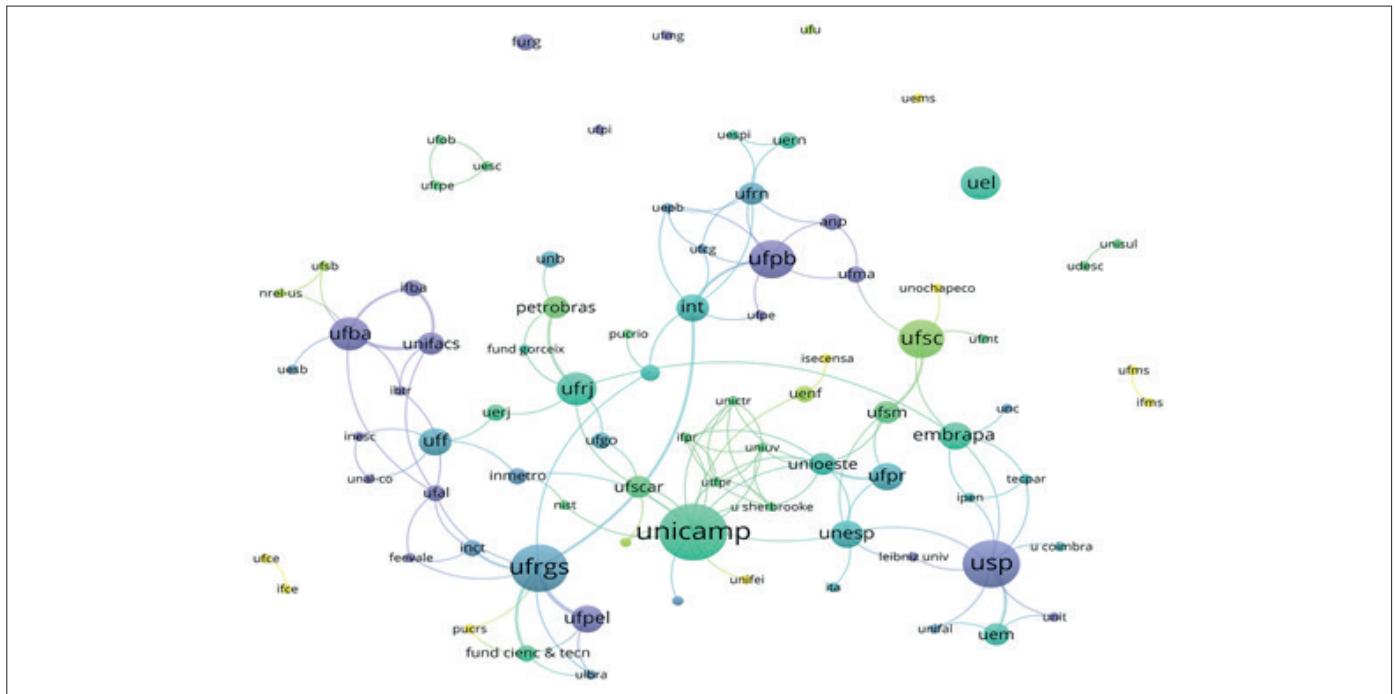 furg
ufmg
ufu
uems
ufpi
ufob
uesc
ufrpe
uespi
uern
uel
ufrn
uepb
anp
ufcg
unb
ufpb
ufma
unisul
udesc
ufsb
nrel-us
ifba
petrobras
int
ufpe
unochapeco
ufba
unifacs
fund gorceix
pucrio
ufsc
ufmt
uesb
ibtr
ufrj
isecensa
uenf
ufms
ifms
uerj
unictr
ufsm
unc
inesc
uff
ufgo
ifpr
uniuv
embrapa
unal-co
inmetro
ufscar
utfpr
unioeste
ufpr
tecpar
ufal
nist
u sherbrooke
ipen
unicamp
unesp
feevale
inct
leibniz univ
u coimbra
ufce
ifce
ufrgs
usp
unifei
ita
ufpel
unit
pucrs
unifal
uem
fund cienc & tecn
ulbra